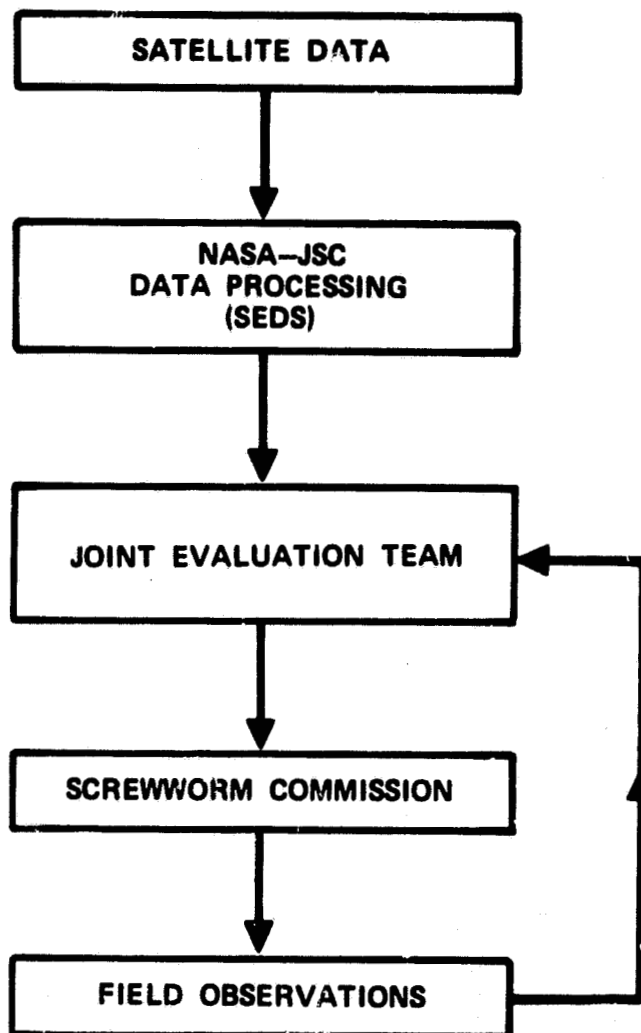 SATELLITE DATA
NASA–JSC
DATA PROCESSING
(SEDS)
JOINT EVALUATION TEAM
SCREWWORM COMMISSION
FIELD OBSERVATIONS